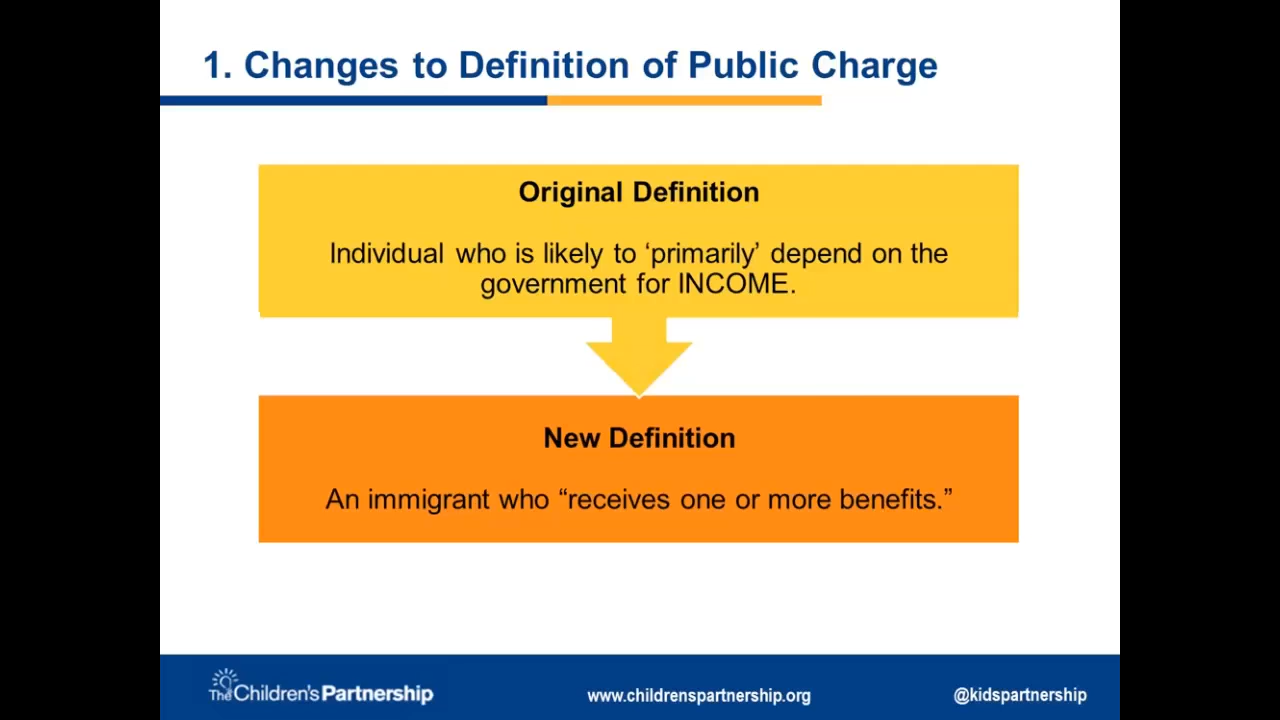 1. Changes to Definition of Public Charge
Original Definition
Individual who is likely to ‘primarily’ depend on the
government for INCOME.
New Definition
An immigrant who “receives one or more benefits.”
The Children's Partnership
www.childrenspartnership.org
@kidspartnership